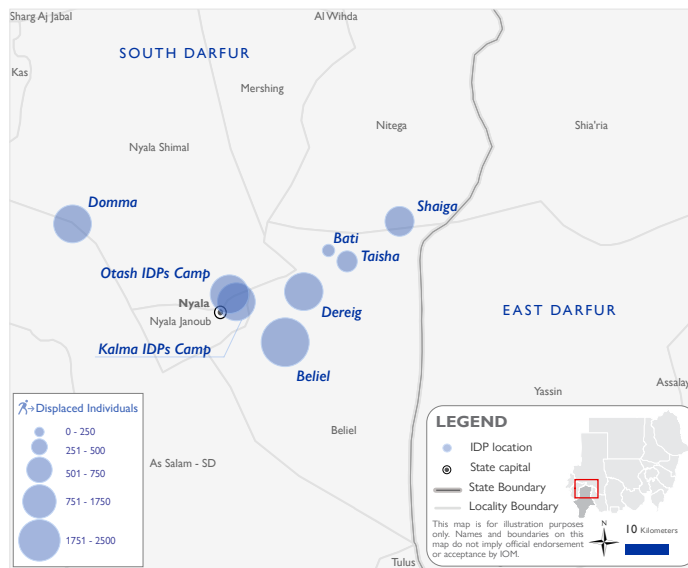 Sharg Aj Jabal
Al Wihda
SOUTH DARFUR
Kas
Mershing
Nitega
Shia'ria
Nyala Shimal
Domma
Shaiga
Bati
Taisha
Otash IDPs Camp
Nyala
Nyala Janoub
Dereig
EAST DARFUR
Kalma IDPs Camp
Beliel
Assalay
Yassin
Beliel
As Salam - SD
Tulus
Displaced Individuals
0 - 250
251 - 500
501 - 750
751 - 1750
1751 - 2500
LEGEND
IDP location
State capital
State Boundary
Locality Boundary
This map is for illustration purposes
only. Names and boundaries on this
map do not imply official endorsement
or acceptance by IOM.
N
10 Kilometers